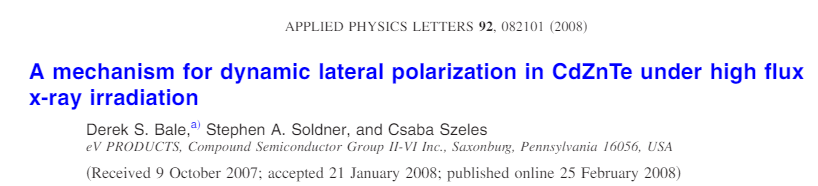 APPLIED PHYSICS LETTERS 92, 082101 (2008)
A mechanism for dynamic lateral polarization in CdZnTe under high flux
x-ray irradiation
Derek S. Bale,a) Stephen A. Soldner, and Csaba Szeles
eV PRODUCTS, Compound Semiconductor Group II-VI Inc., Saxonburg, Pennsylvania 16056, USA
(Received 9 October 2007; accepted 21 January 2008; published online 25 February 2008)